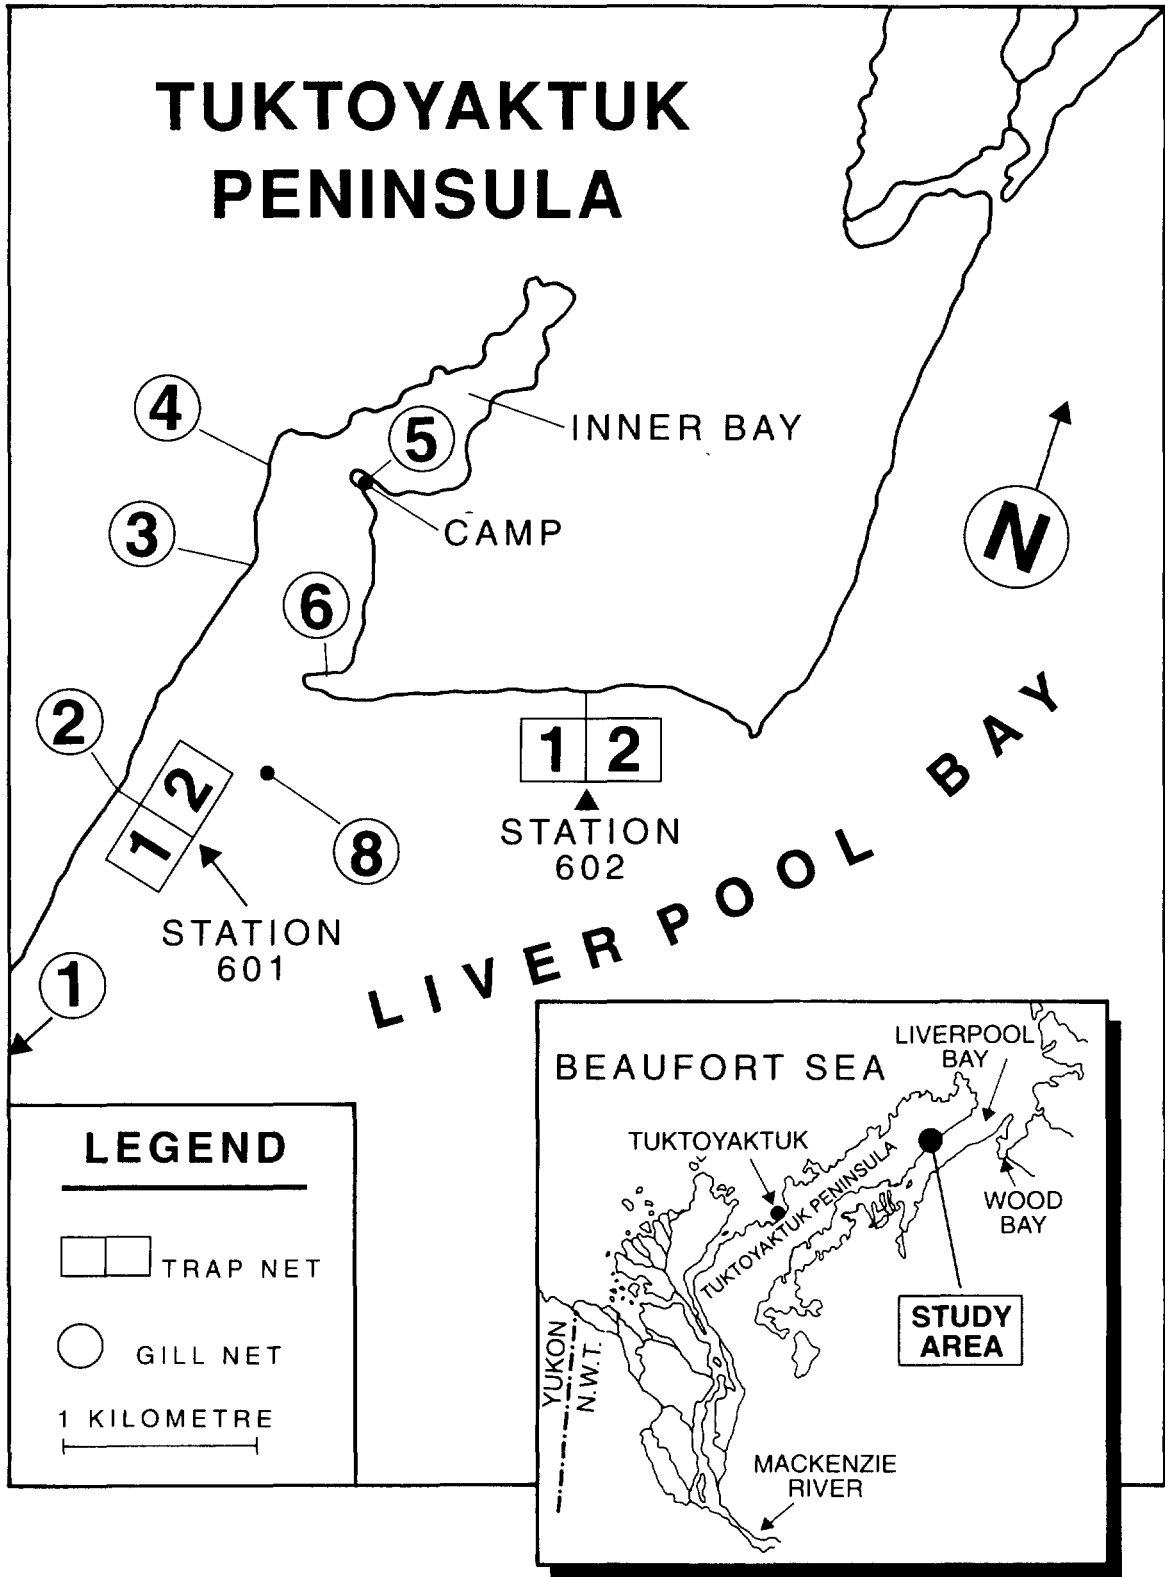 TUKTOYAKTUK
PENINSULA
4
5
INNER BAY
3
CAMP
N
6
2
1 2
STATION
602
1 2
8
STATION
601
LIVERPOOL BAY
1
LEGEND
TRAP NET
GILL NET
1 KILOMETRE
LIVERPOOL
BAY
BEAUFORT SEA
TUKTOYAKTUK
TUKTOYAKTUK PENINSULA
WOOD
BAY
STUDY
AREA
YUKON
N.W.T.
MACKENZIE
RIVER